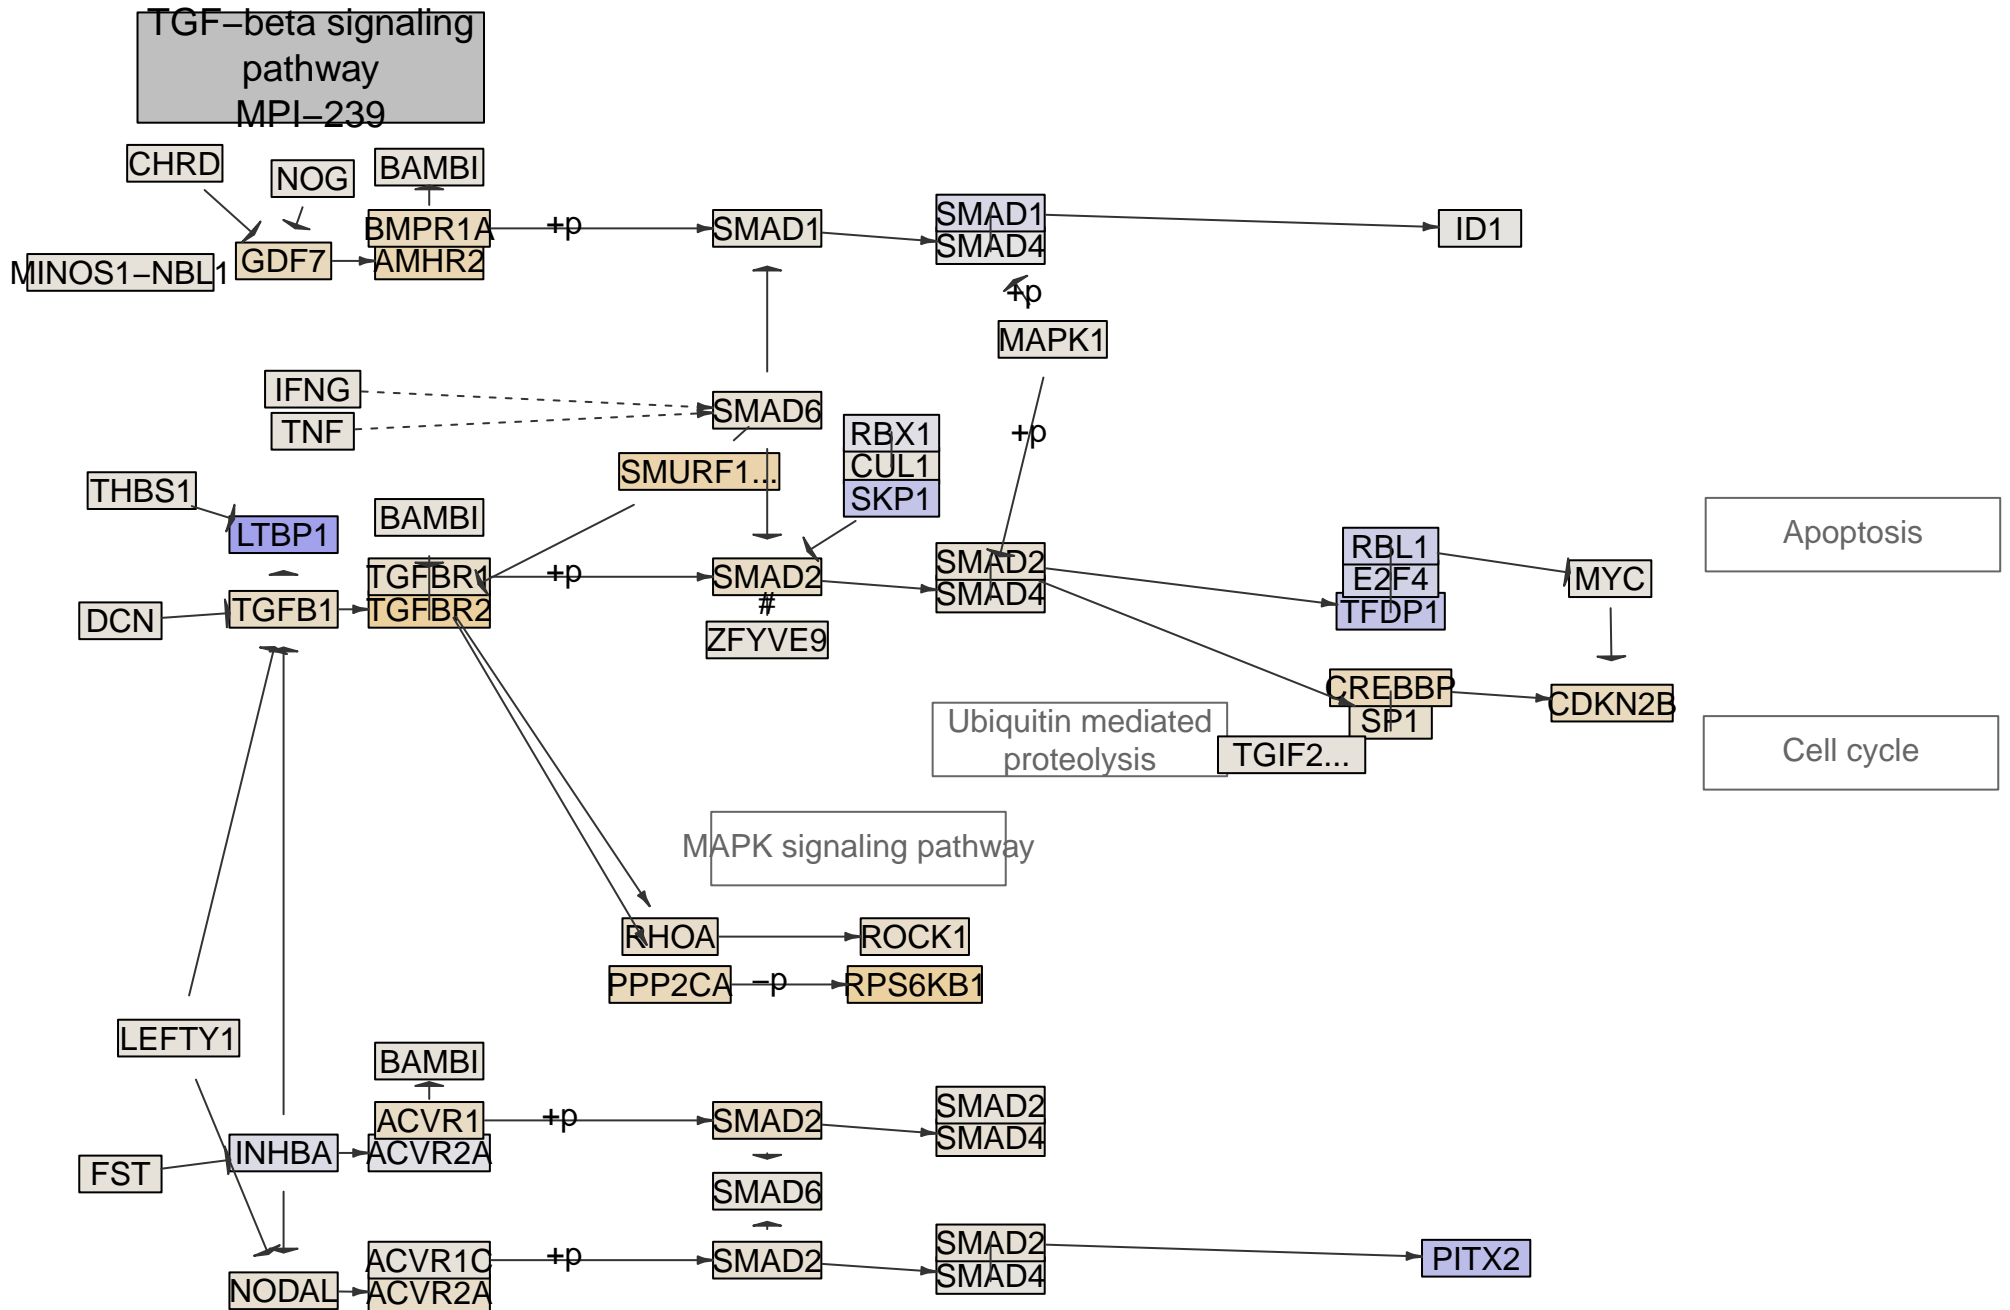 TGF−beta signaling
pathway
MPI−239
CHRD
NOG
BAMBI
BMPR1A
+p
SMAD1
SMAD1
SMAD4
ID1
MINOS1−NBL1
GDF7
AMHR2
+p
MAPK1
IFNG
TNF
SMAD6
RBX1
CUL1
SKP1
+p
SMURF1...
THBS1
LTBP1
BAMBI
TGFBR1
TGFBR2
+p
SMAD2
#
ZFYVE9
SMAD2
SMAD4
RBL1
E2F4
TFDP1
MYC
Apoptosis
DCN
TGFB1
CREBBP
SP1
TGIF2...
CDKN2B
Ubiquitin mediated
proteolysis
Cell cycle
MAPK signaling pathway
RHOA
ROCK1
PPP2CA
−p
RPS6KB1
LEFTY1
BAMBI
ACVR1
ACVR2A
+p
SMAD2
SMAD2
SMAD4
FST
INHBA
SMAD6
ACVR1C
ACVR2A
+p
SMAD2
SMAD2
SMAD4
PITX2
NODAL